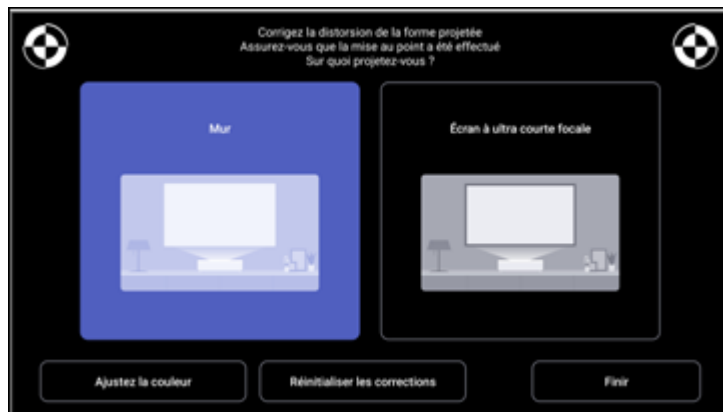 Corrigez la distorsion de la forme projetée
Assurez-vous que la mise au point a été effectué
Sur quoi projetez-vous ?
Mur
Écran à ultra courte focale
Ajustez la couleur
Réinitialiser les corrections
Finir